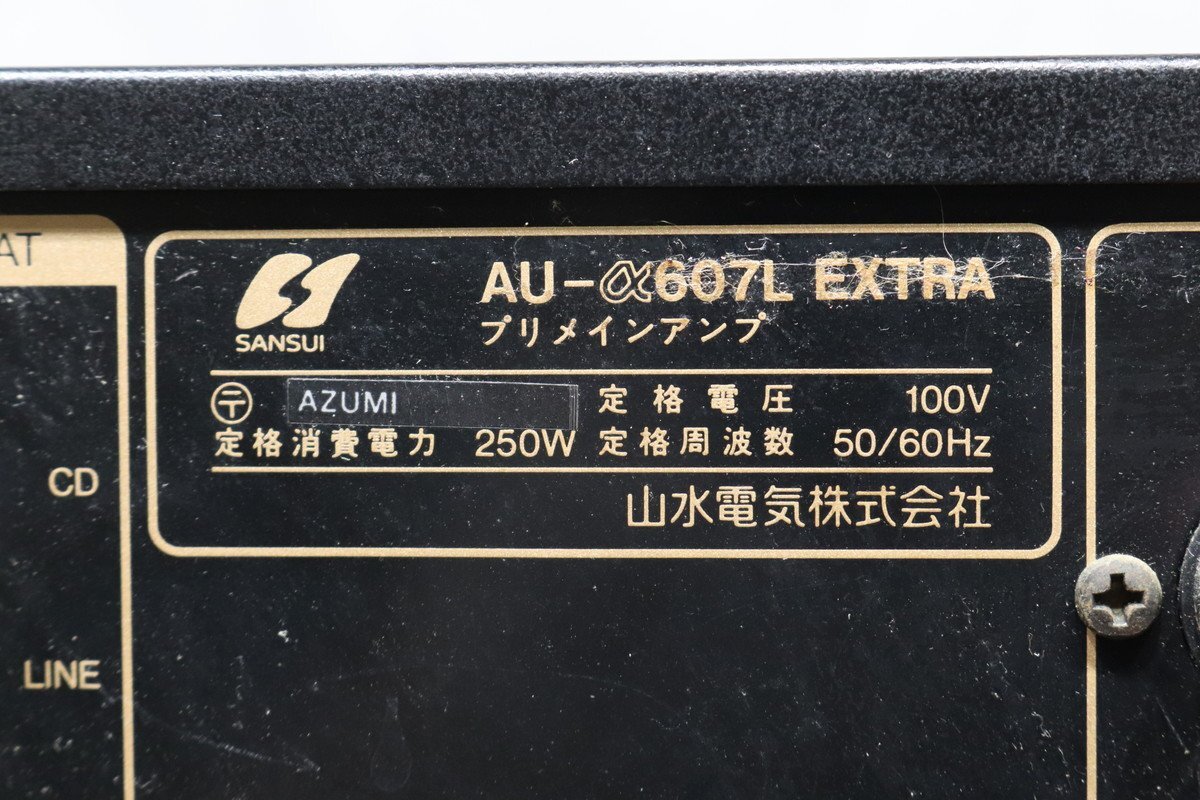 AT
SANSUI
AU-α607L EXTRA
プリメインアンプ
〒 AZUMI 定格電圧 100V
定格消費電力 250W 定格周波数 50/60Hz
山水電気株式会社
CD
LINE